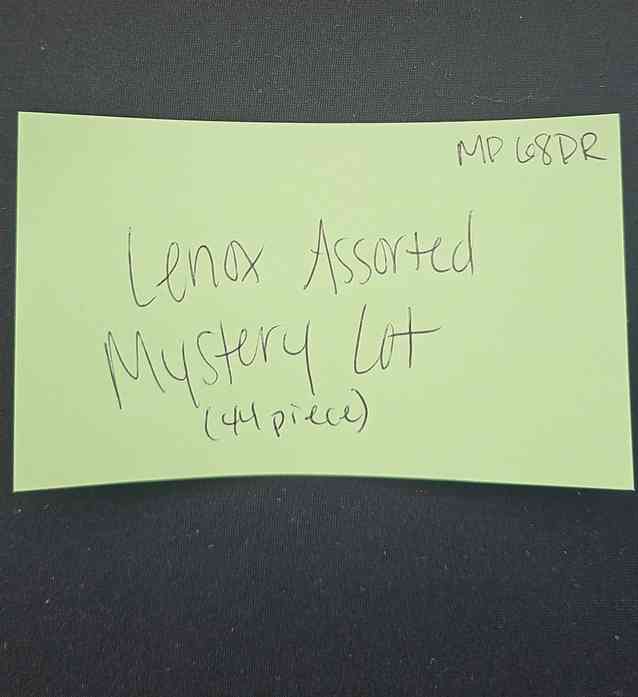 MP 68DR
Lenox Assorted
Mystery Lot
(44 piece)